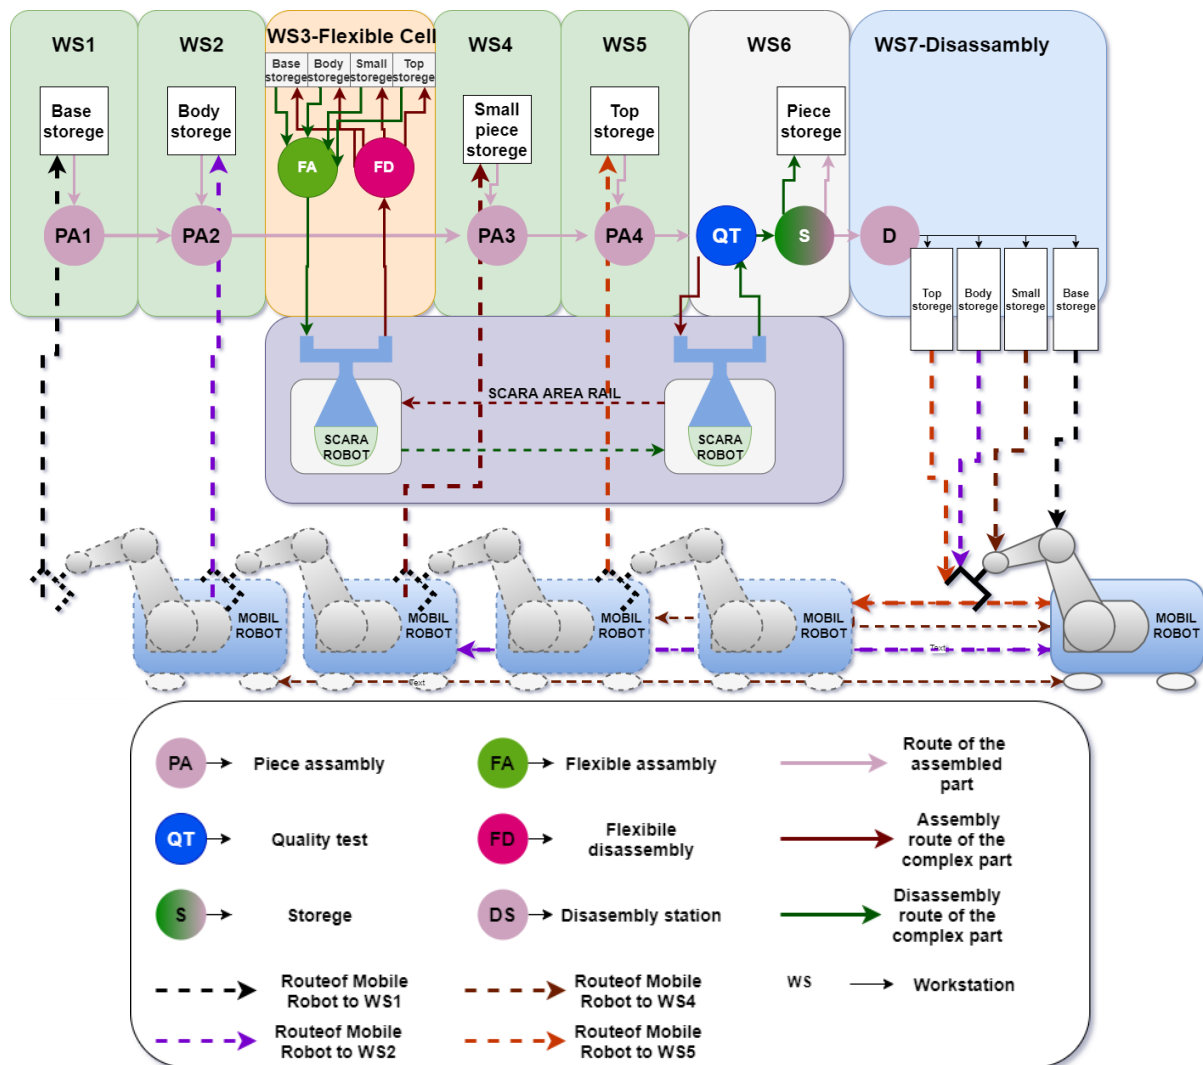 WS1
WS2
WS3-Flexible Cell
WS4
WS5
WS6
WS7-Disassambly
Base
storege
Body
storege
Small
storege
Top
storege
Base
storege
Body
storege
Small
piece
storege
Top
storege
Piece
storege
FA
FD
PA1
PA2
PA3
PA4
QT
S
D
Top
storege
Body
storege
Small
storege
Base
storege
SCARA AREA RAIL
SCARA
ROBOT
SCARA
ROBOT
MOBIL
ROBOT
MOBIL
ROBOT
MOBIL
ROBOT
MOBIL
ROBOT
MOBIL
ROBOT
Text
Text
PA
Piece assambly
FA
Flexible assambly
Route of the
assembled
part
QT
Quality test
FD
Flexibile
disassembly
Assembly
route of the
complex part
S
Storege
DS
Disasembly station
Disassembly
route of the
complex part
Routeof Mobile
Robot to WS1
Routeof Mobile
Robot to WS4
WS
Workstation
Routeof Mobile
Robot to WS2
Routeof Mobile
Robot to WS5